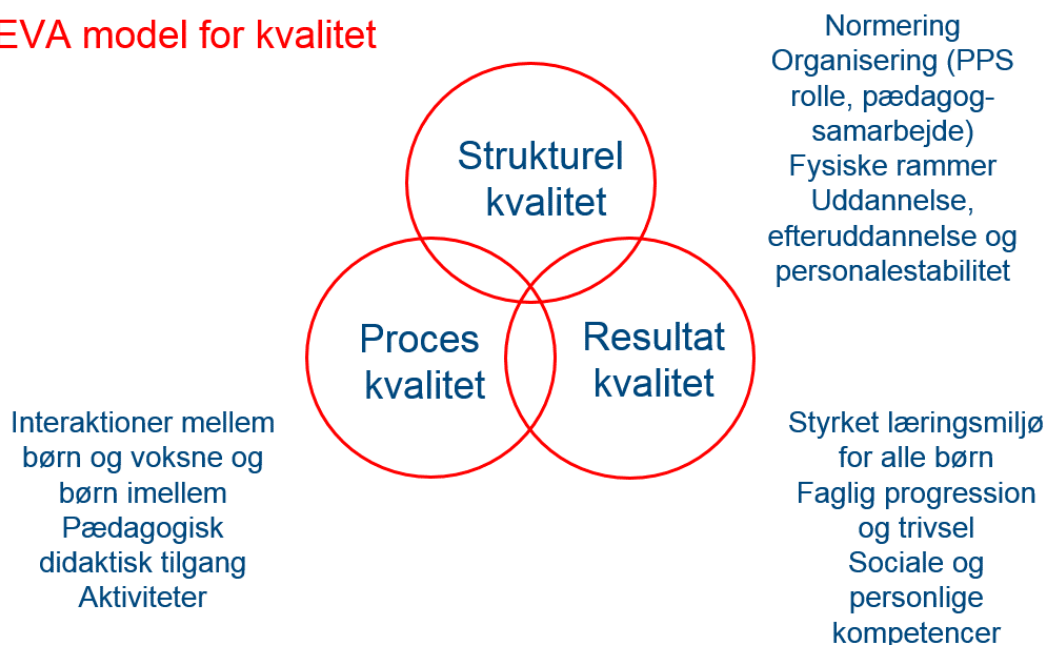 EVA model for kvalitet
Normering
Organisering (PPS
rolle, pædagog-
samarbejde)
Fysiske rammer
Uddannelse,
efteruddannelse og
personalestabilitet
Strukturel
kvalitet
Proces
kvalitet
Resultat
kvalitet
Interaktioner mellem
børn og voksne og
børn imellem
Pædagogisk
didaktisk tilgang
Aktiviteter
Styrket læringsmiljø
for alle børn
Faglig progression
og trivsel
Sociale og
personlige
kompetencer